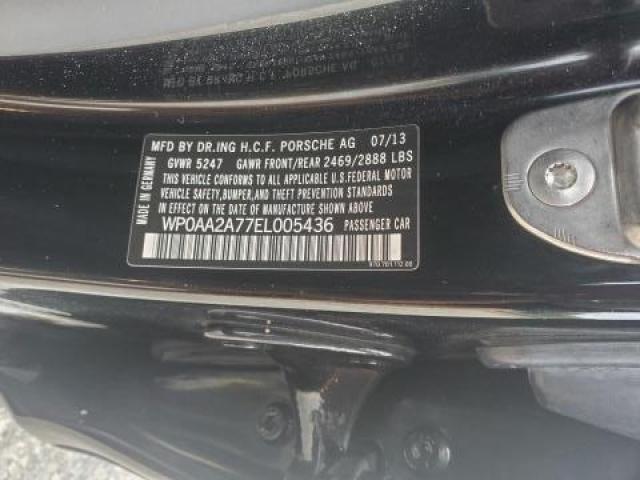 MFD BY DR.ING H.C.F. PORSCHE AG 07/13
GVWR 5247 GAWR FRONT/REAR 2469/2888 LBS
THIS VEHICLE CONFORMS TO ALL APPLICABLE U.S.FEDERAL MOTOR
VEHICLE SAFETY,BUMPER,AND THEFT PREVENTION STANDARDS
IN EFFECT ON THE DATE OF MANUFACTURE SHOWN ABOVE.
WP0AA2A77EL005436 PASSENGER CAR
MADE IN
GERMANY